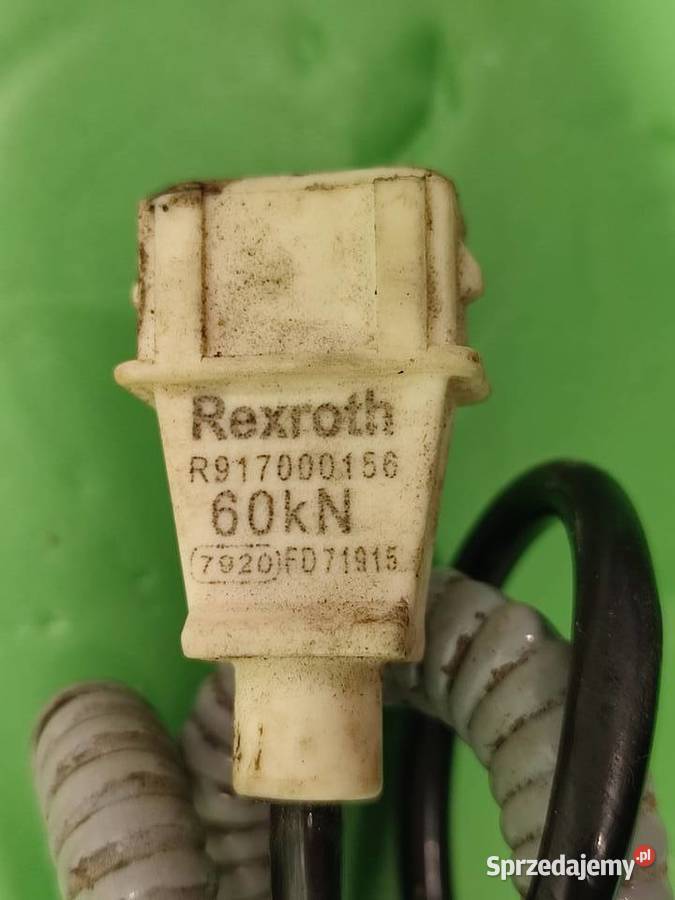 Rexroth
R917000156
60kN
7920 FD71915
Sprzedajemy.pl